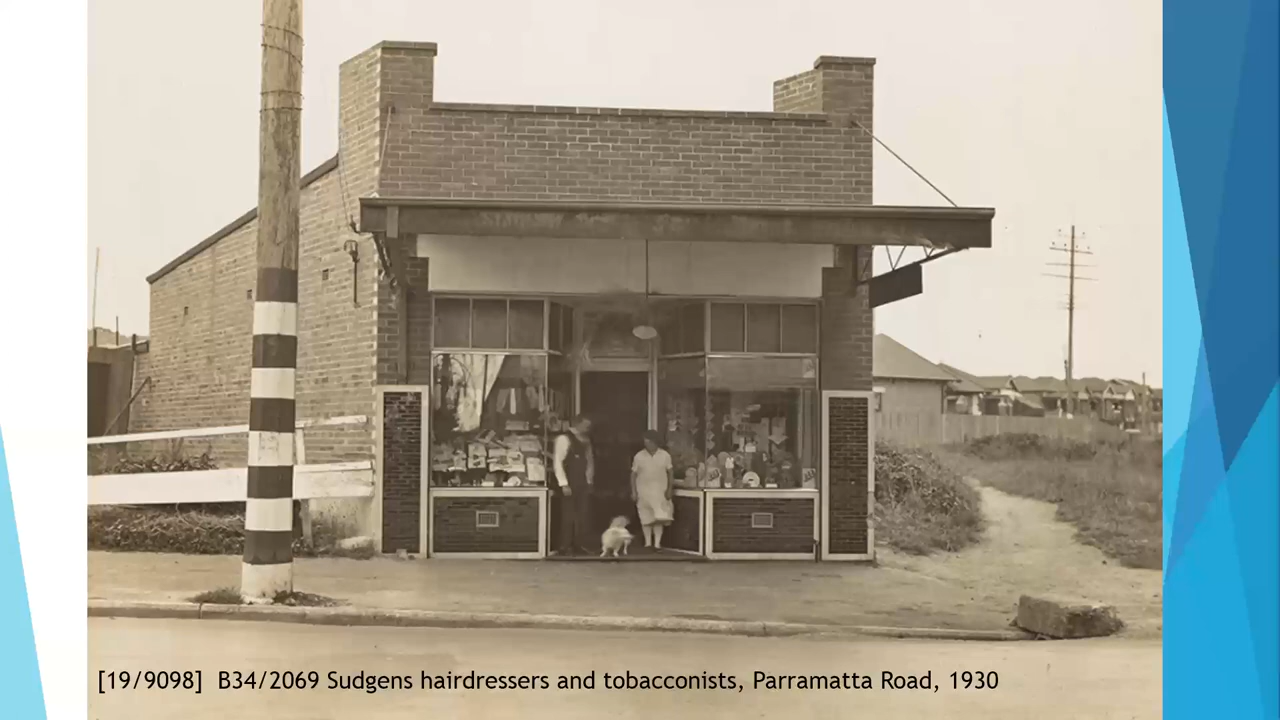 [19/9098] B34/2069 Sudgens hairdressers and tobacconists, Parramatta Road, 1930